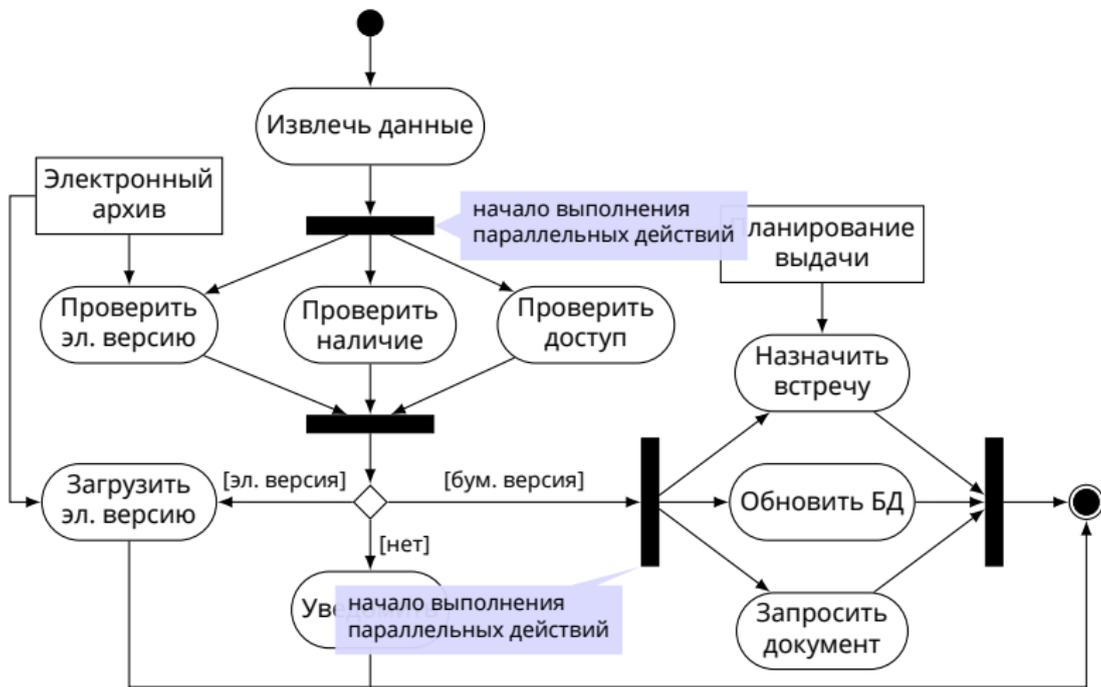 Извлечь данные
Электронный
архив
начало выполнения
параллельных действий
Планирование
выдачи
Проверить
эл. версию
Проверить
наличие
Проверить
доступ
Назначить
встречу
[эл. версия]
[бум. версия]
Загрузить
эл. версию
Обновить БД
[нет]
начало выполнения
параллельных действий
Запросить
документ